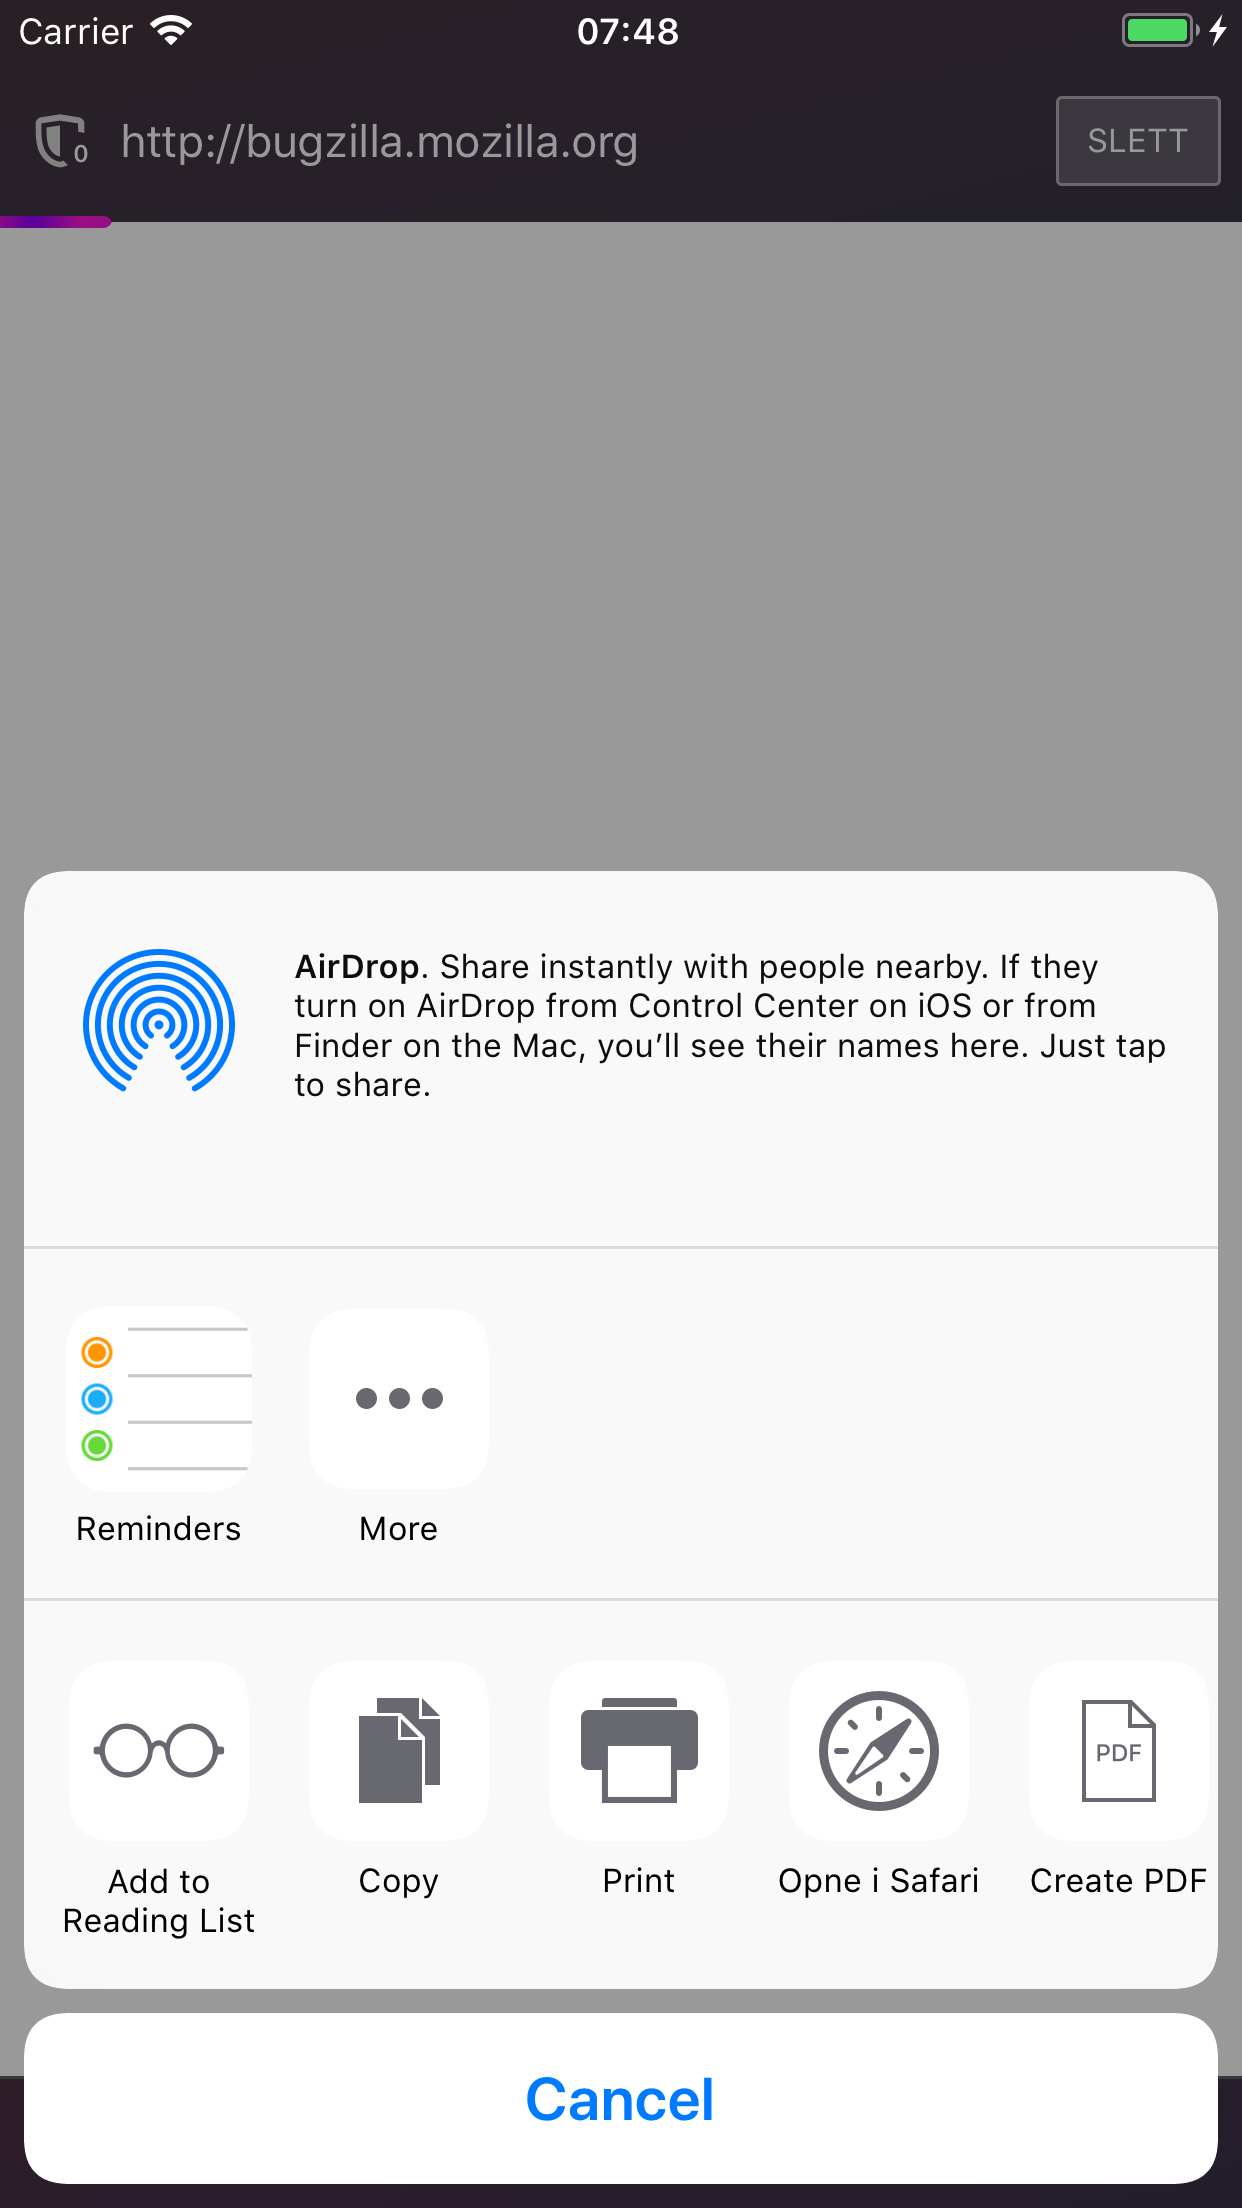 Carrier
07:48
0
http://bugzilla.mozilla.org
SLETT
AirDrop. Share instantly with people nearby. If they
turn on AirDrop from Control Center on iOS or from
Finder on the Mac, you’ll see their names here. Just tap
to share.
Reminders
More
PDF
Add to
Reading List
Copy
Print
Opne i Safari
Create PDF
Cancel